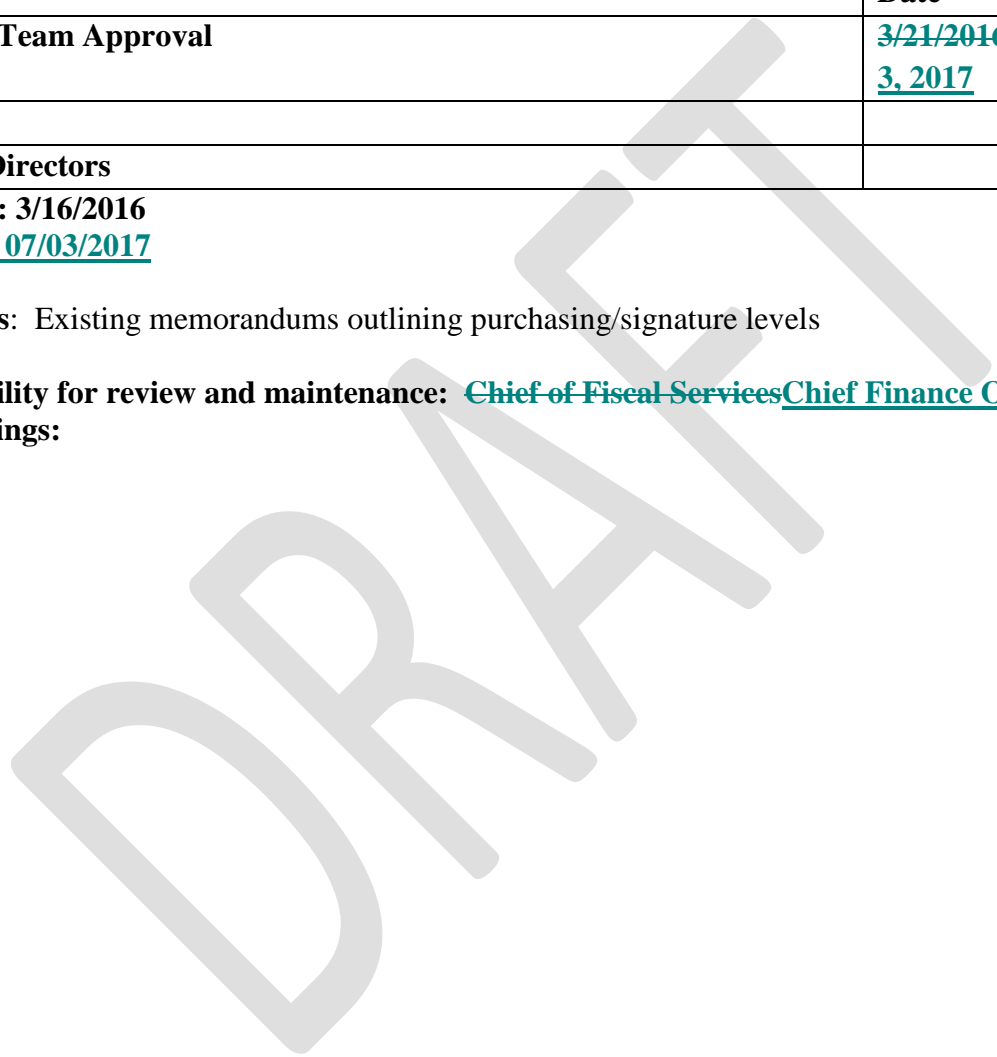 Team Approval 3/21/2016
3, 2017
Directors
: 3/16/2016
07/03/2017
s: Existing memorandums outlining purchasing/signature levels
ility for review and maintenance: Chief of Fiscal ServicesChief Finance O
ings:
DRAFT